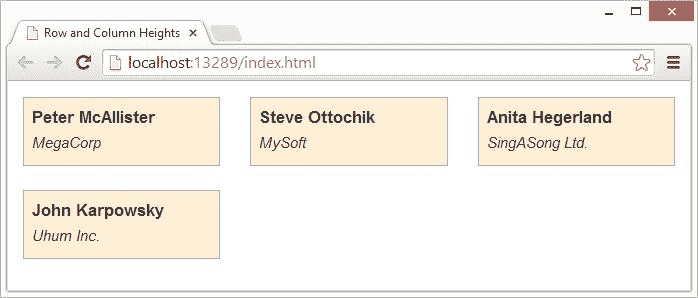 Row and Column Heights
localhost:13289/index.html
Peter McAllister
MegaCorp
Steve Ottochik
MySoft
Anita Hegerland
SingASong Ltd.
John Karpowsky
Uhum Inc.